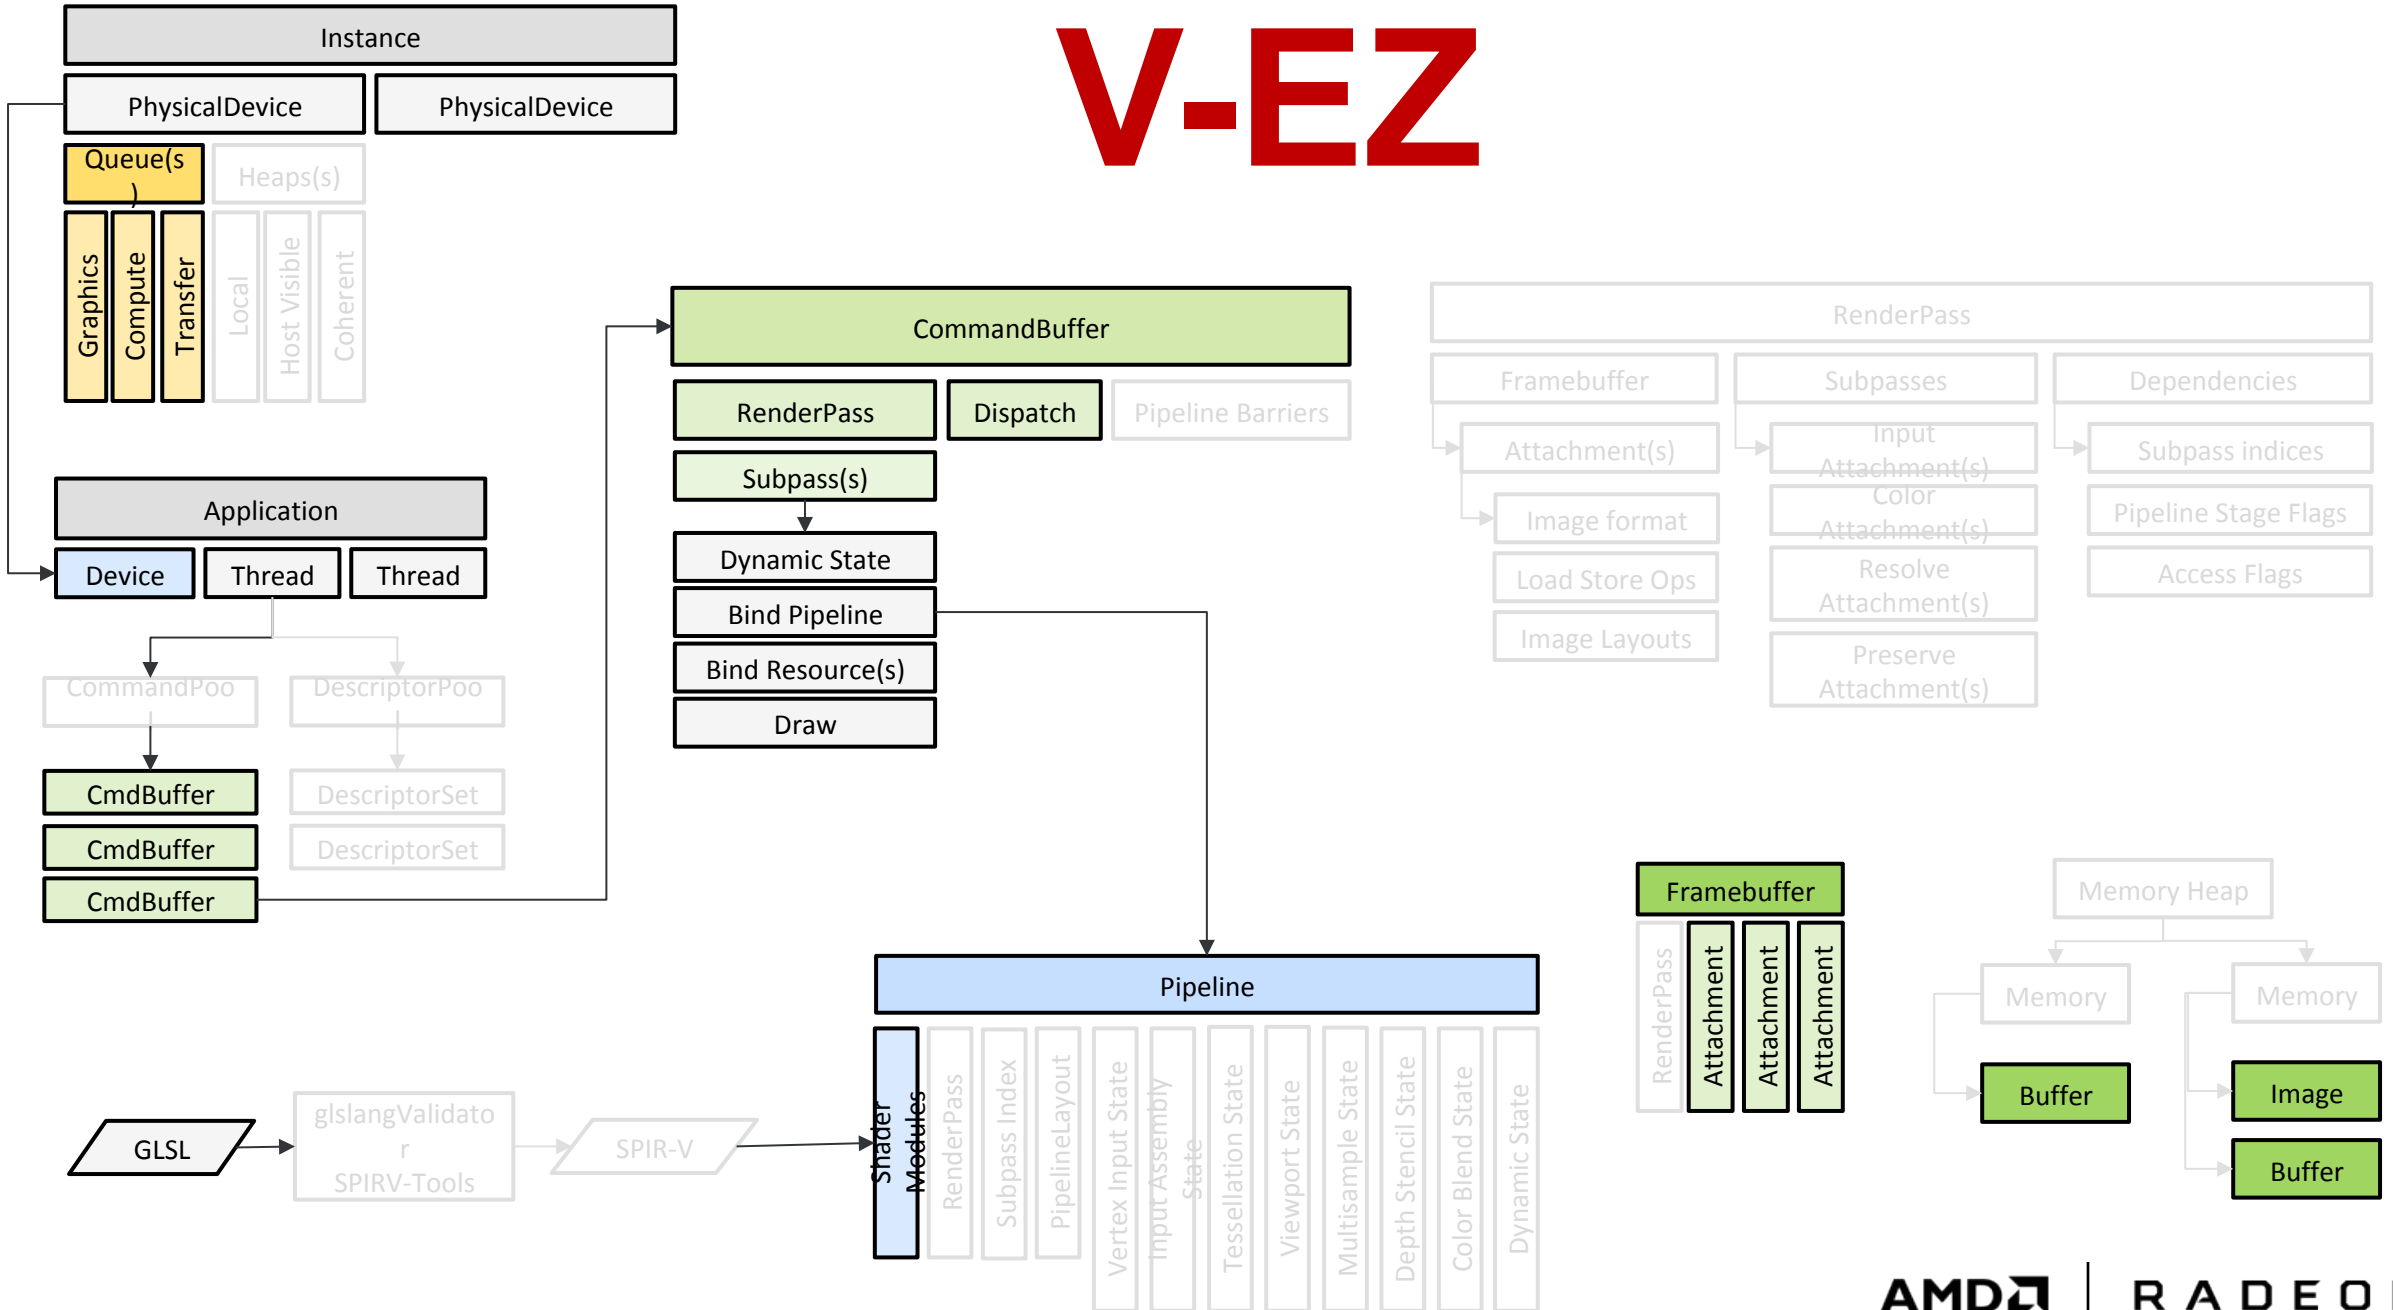 V-EZ
Instance
PhysicalDevice
PhysicalDevice
Queue(s
)
Heaps(s)
Graphics
Compute
Transfer
Local
Host Visible
Coherent
Application
Device
Thread
Thread
CommandPoo
DescriptorPoo
CmdBuffer
CmdBuffer
CmdBuffer
DescriptorSet
DescriptorSet
CommandBuffer
RenderPass
Dispatch
Pipeline Barriers
Subpass(s)
Dynamic State
Bind Pipeline
Bind Resource(s)
Draw
RenderPass
Framebuffer
Attachment(s)
Image format
Load Store Ops
Image Layouts
Subpasses
Input
Attachment(s)
Color
Attachment(s)
Resolve
Attachment(s)
Preserve
Attachment(s)
Dependencies
Subpass indices
Pipeline Stage Flags
Access Flags
Framebuffer
RenderPass
Attachment
Attachment
Attachment
Memory Heap
Memory
Memory
Buffer
Image
Buffer
Pipeline
Shader
Modules
RenderPass
Subpass Index
PipelineLayout
Vertex Input State
Input Assembly
State
Tessellation State
Viewport State
Multisample State
Depth Stencil State
Color Blend State
Dynamic State
GLSL
glslangValidato
r
SPIRV-Tools
SPIR-V
AMD
RADEO